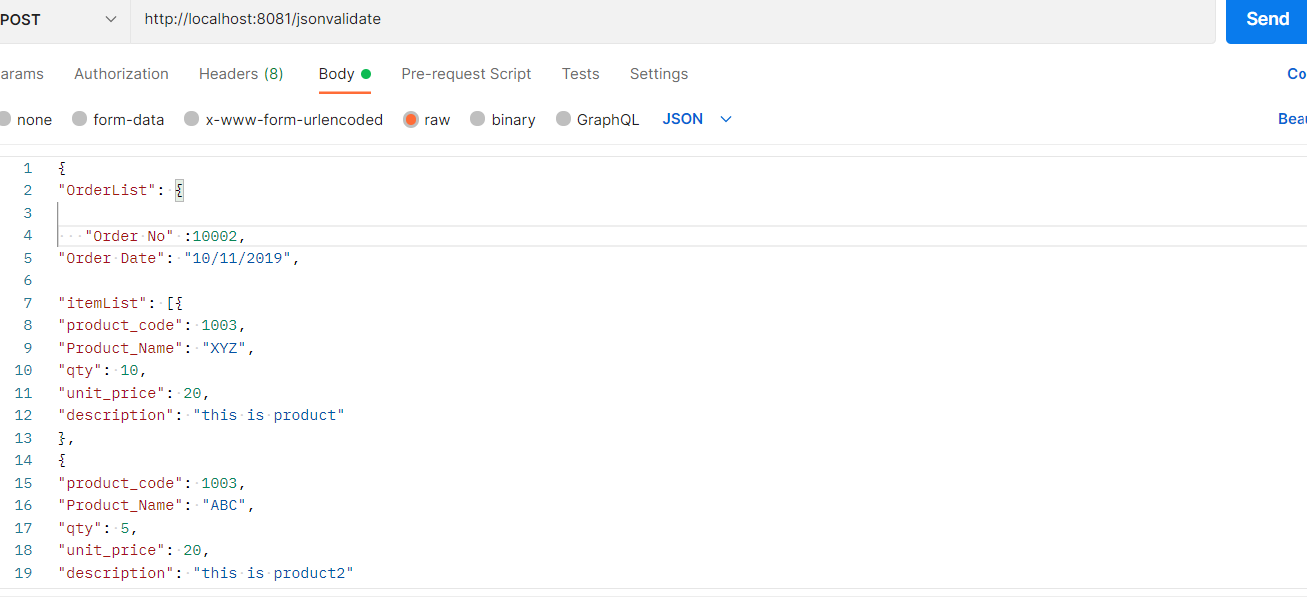 POST http://localhost:8081/jsonvalidate Send
arams Authorization Headers (8) Body Pre-request Script Tests Settings Co
none form-data x-www-form-urlencoded raw binary GraphQL JSON Beau
1 {
2 "OrderList": {
3
4 "Order No" :10002,
5 "Order Date": "10/11/2019",
6
7 "itemList": [{
8 "product_code": 1003,
9 "Product_Name": "XYZ",
10 "qty": 10,
11 "unit_price": 20,
12 "description": "this is product"
13 },
14 {
15 "product_code": 1003,
16 "Product_Name": "ABC",
17 "qty": 5,
18 "unit_price": 20,
19 "description": "this is product2"